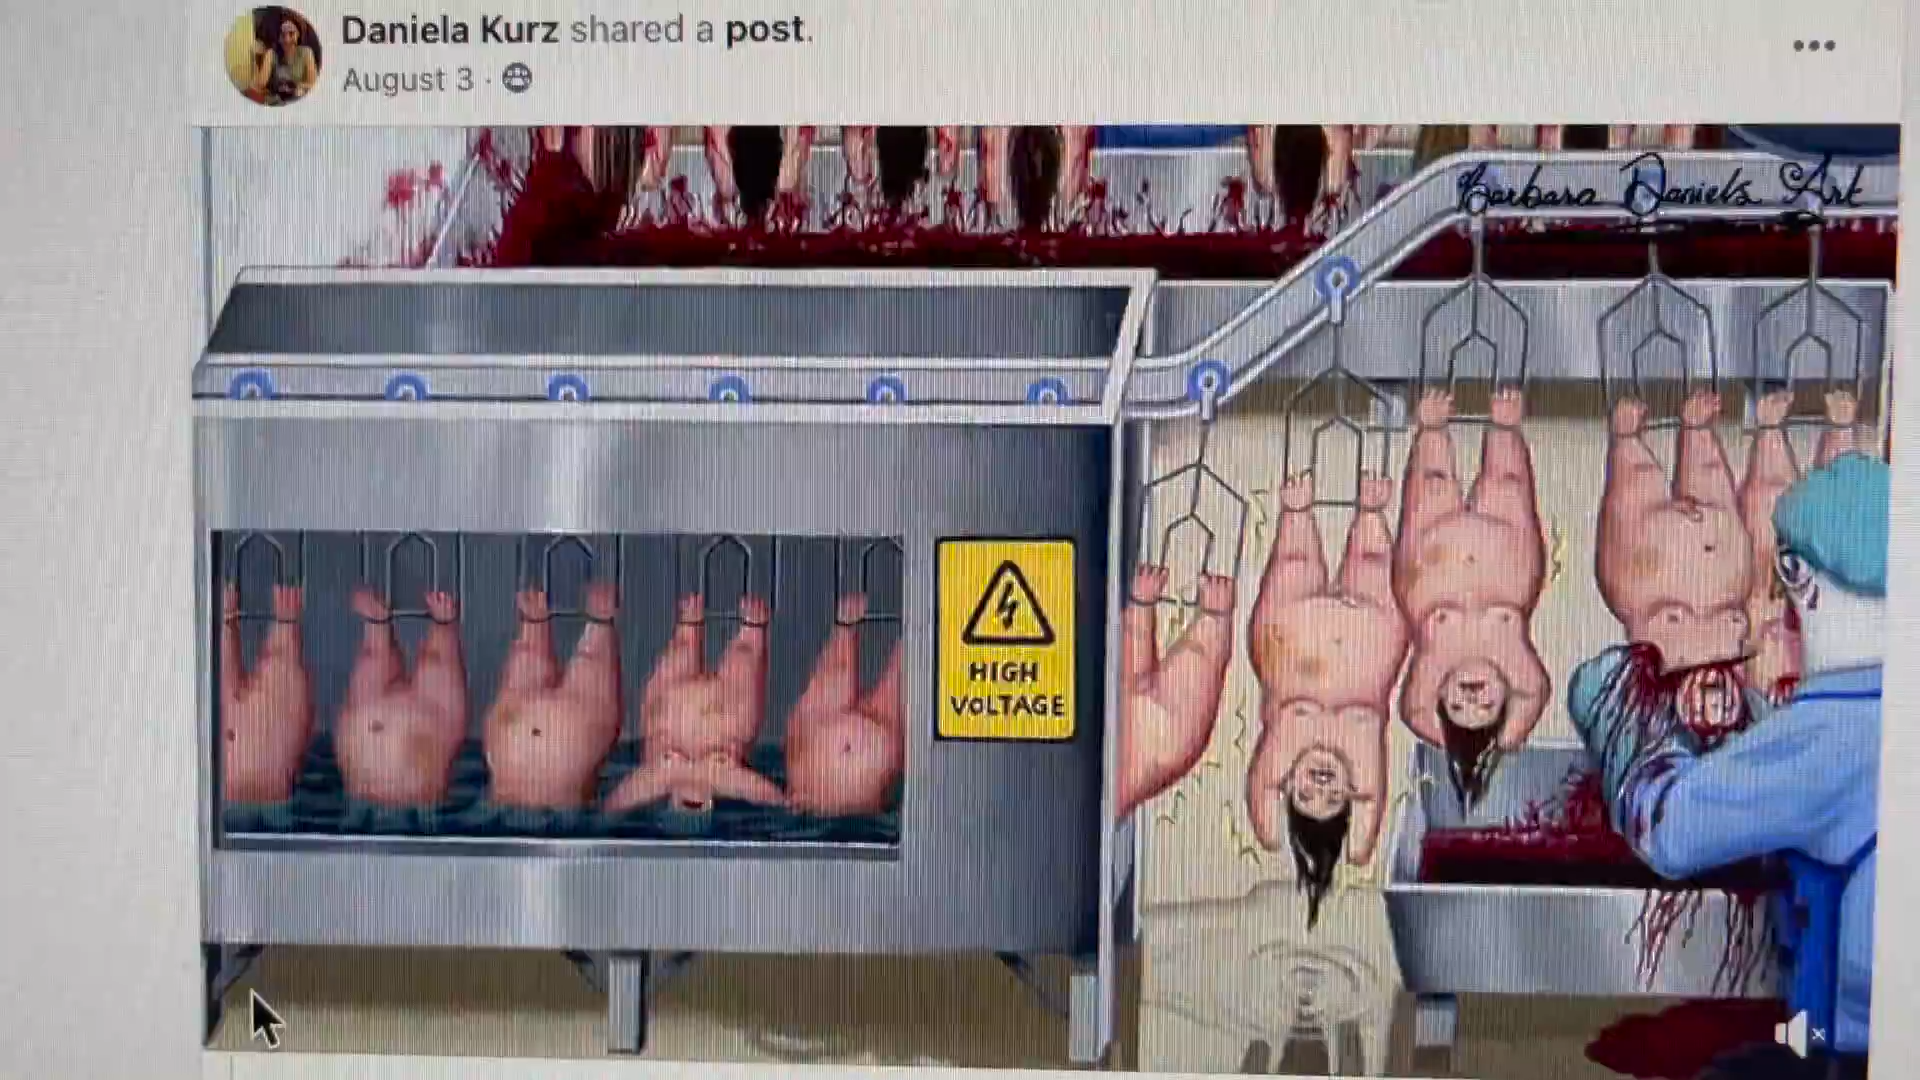 Daniela Kurz shared a post.
August 3 ·
Barbara Daniels Art
HIGH
VOLTAGE